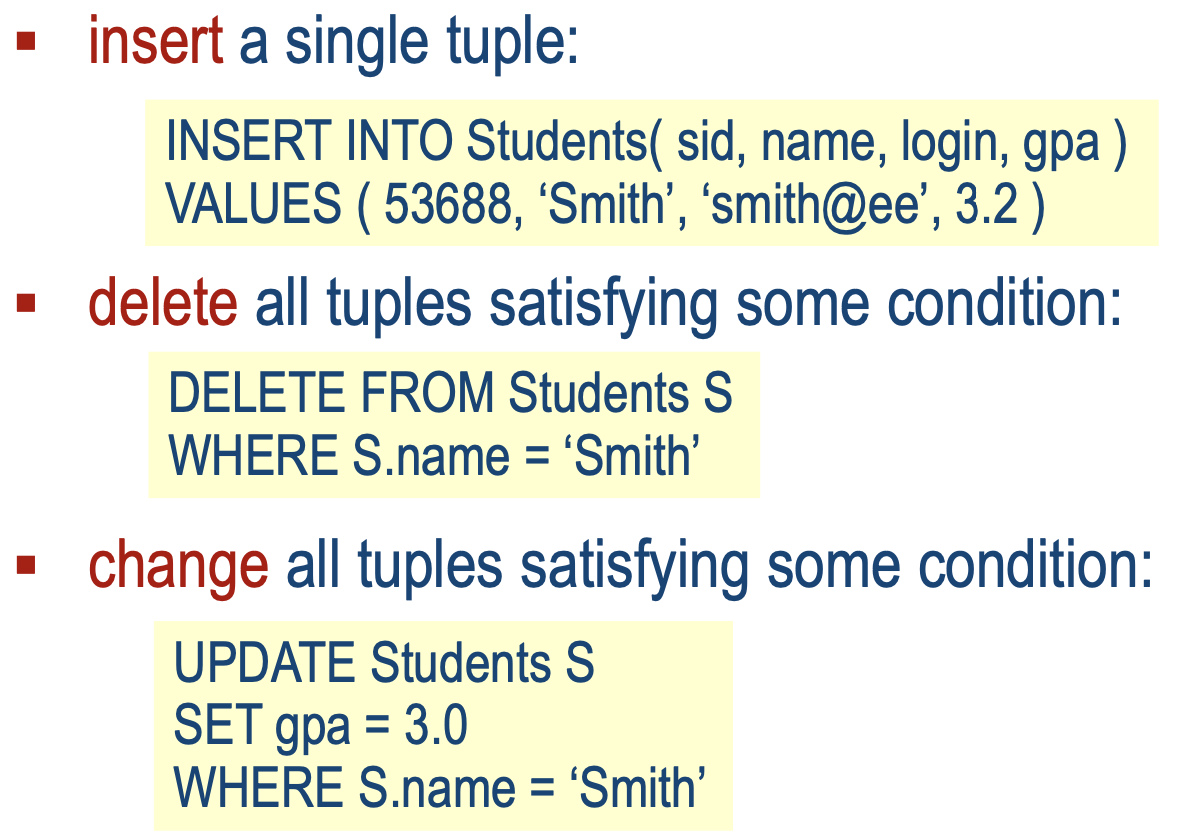 ▪ insert a single tuple:
INSERT INTO Students( sid, name, login, gpa )
VALUES ( 53688, ‘Smith’, ‘smith@ee’, 3.2 )
▪ delete all tuples satisfying some condition:
DELETE FROM Students S
WHERE S.name = ‘Smith’
▪ change all tuples satisfying some condition:
UPDATE Students S
SET gpa = 3.0
WHERE S.name = ‘Smith’